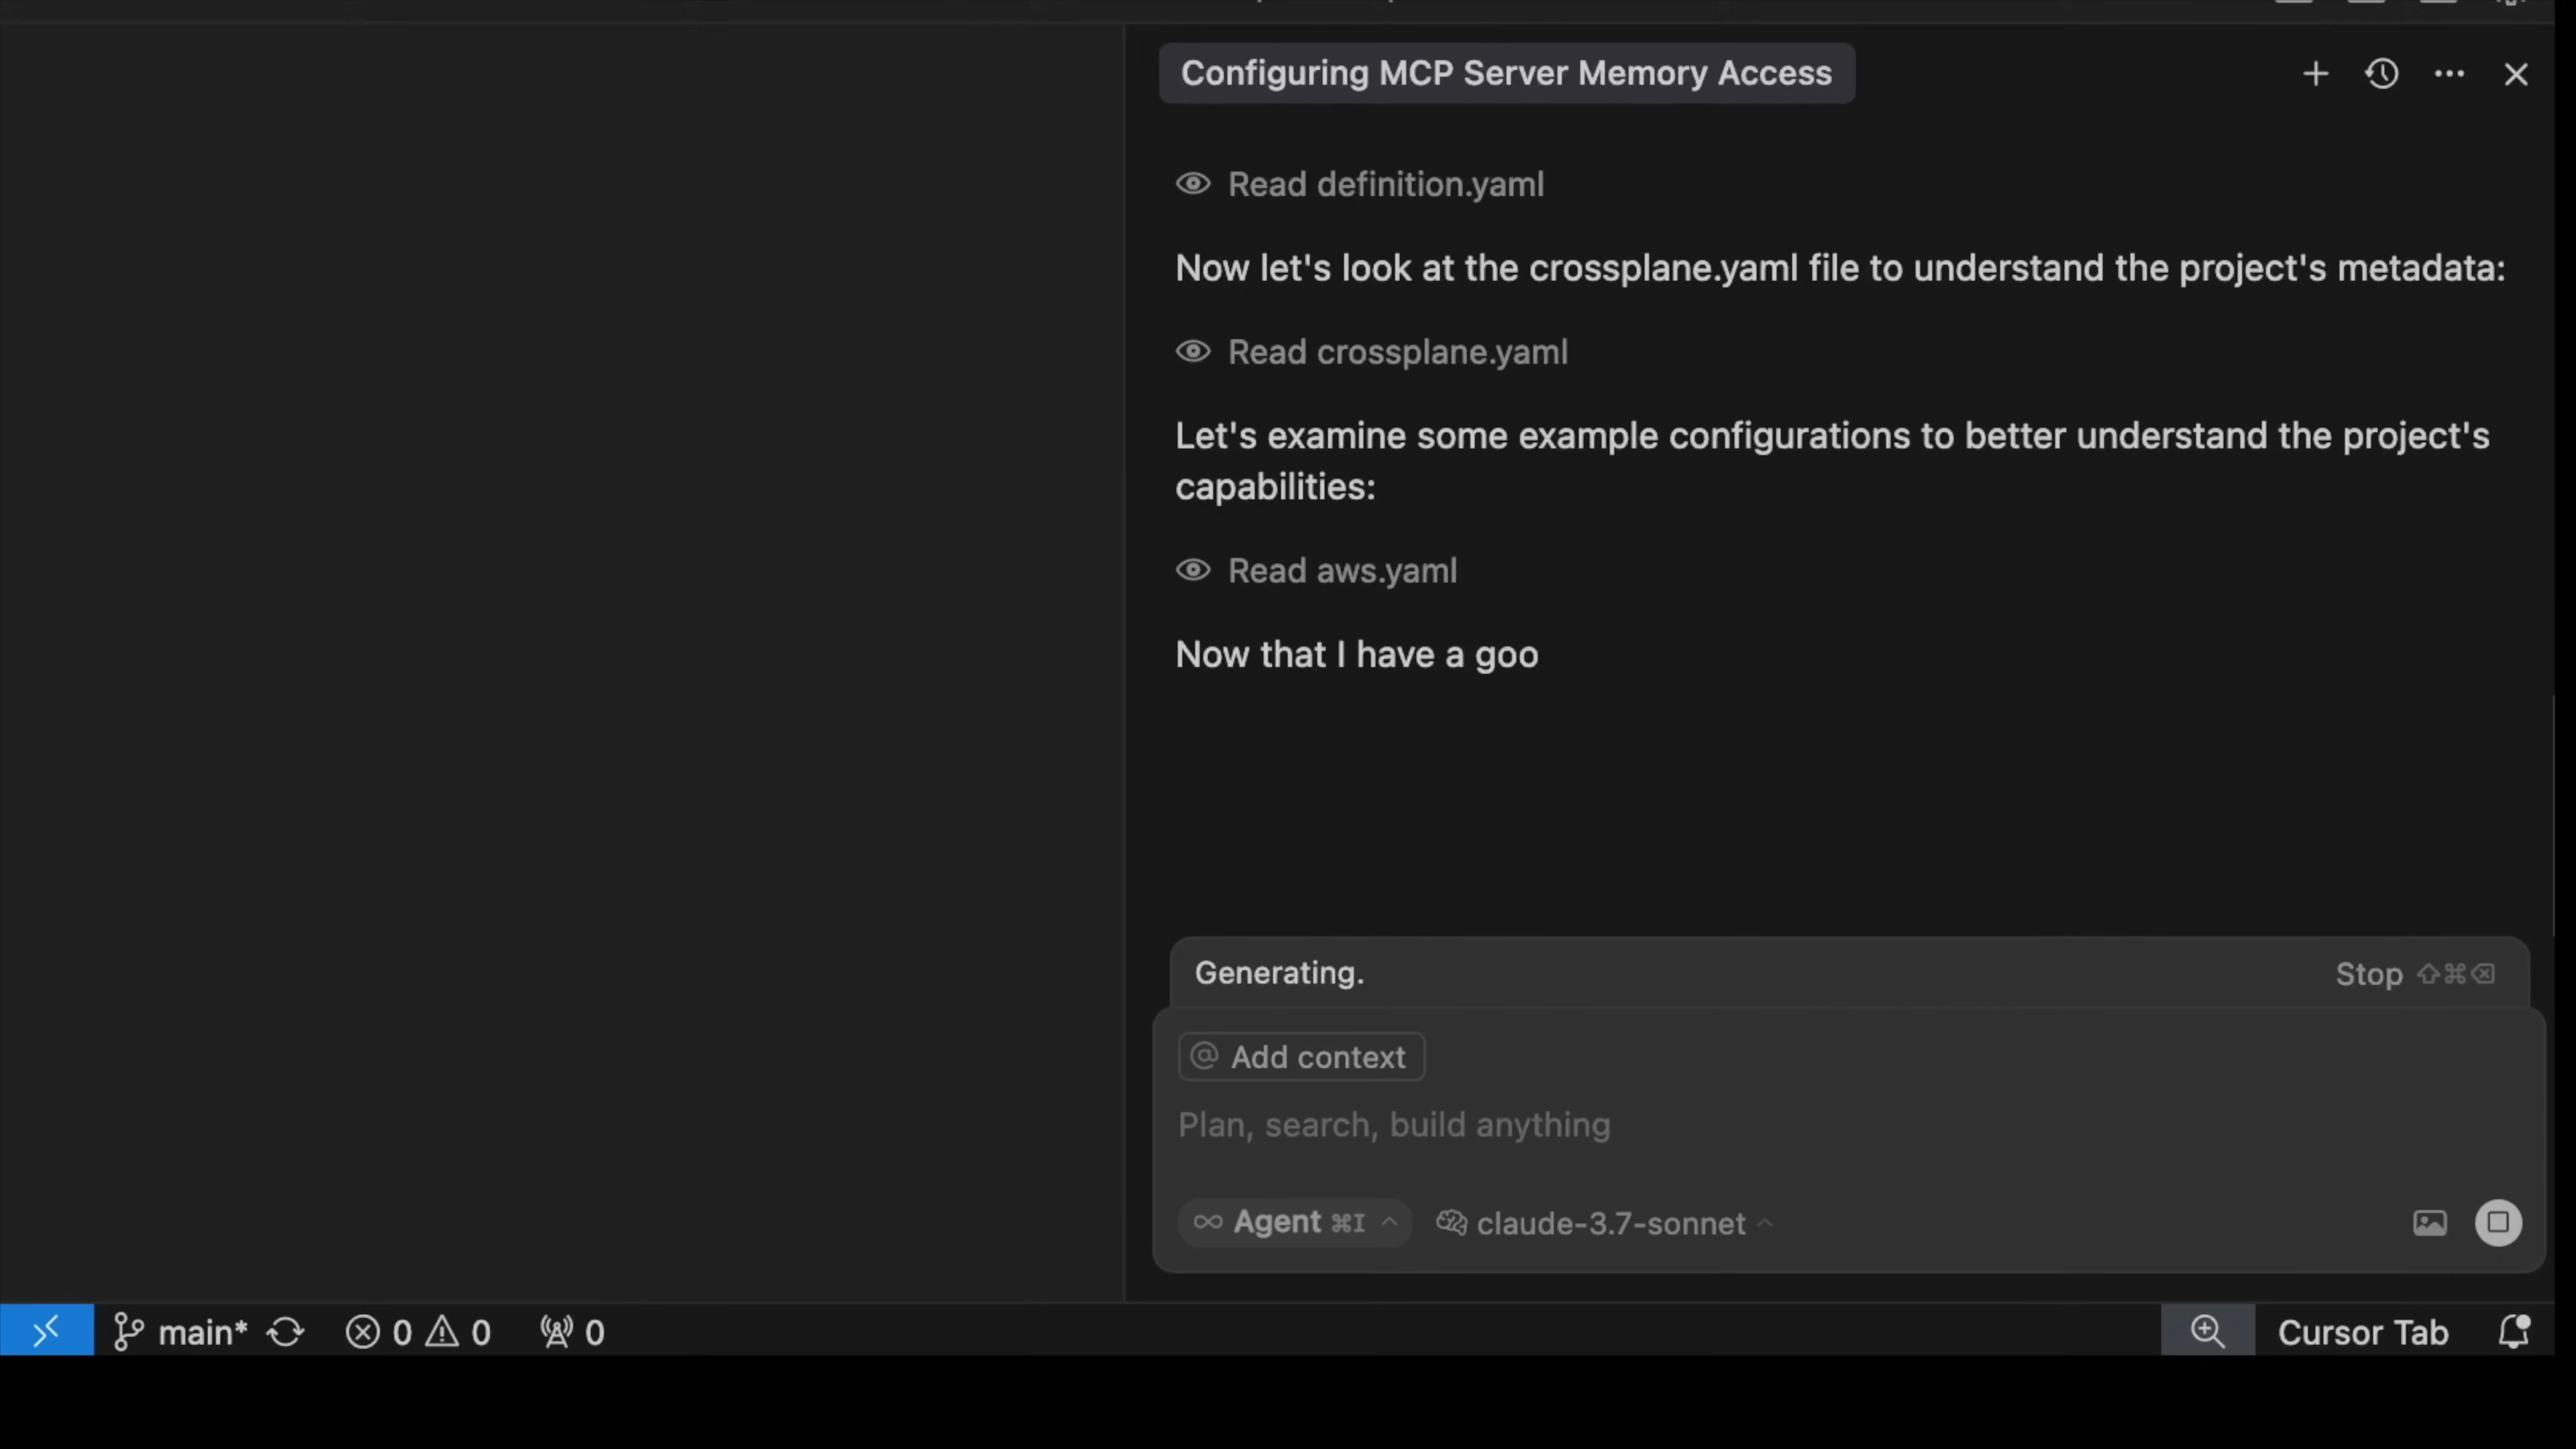 Configuring MCP Server Memory Access
Read definition.yaml
Now let's look at the crossplane.yaml file to understand the project's metadata:
Read crossplane.yaml
Let's examine some example configurations to better understand the project's
capabilities:
Read aws.yaml
Now that I have a goo
Generating.
Stop ⇧⌘⌫
@ Add context
Plan, search, build anything
∞ Agent ⌘I
claude-3.7-sonnet
main* 0 0 0
Cursor Tab